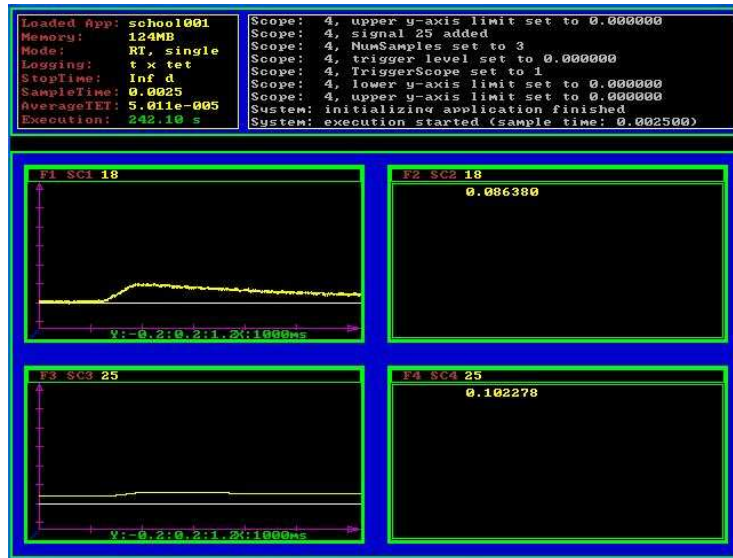 Loaded App: school001
Memory: 124MB
Mode: RT, single
Logging: t x tet
StopTime: Inf d
SampleTime: 0.0025
AverageTET: 5.011e-005
Execution: 242.10 s
Scope: 4, upper y-axis limit set to 0.000000
Scope: 4, signal 25 added
Scope: 4, NumSamples set to 3
Scope: 4, trigger level set to 0.000000
Scope: 4, TriggerScope set to 1
Scope: 4, lower y-axis limit set to 0.000000
Scope: 4, upper y-axis limit set to 0.000000
System: initializing application finished
System: execution started (sample time: 0.002500)
F1 SC1 18
Y:-0.2:0.2:1.2X:1000ms
F2 SC2 18
0.086380
F3 SC3 25
Y:-0.2:0.2:1.2X:1000ms
F4 SC4 25
0.102278